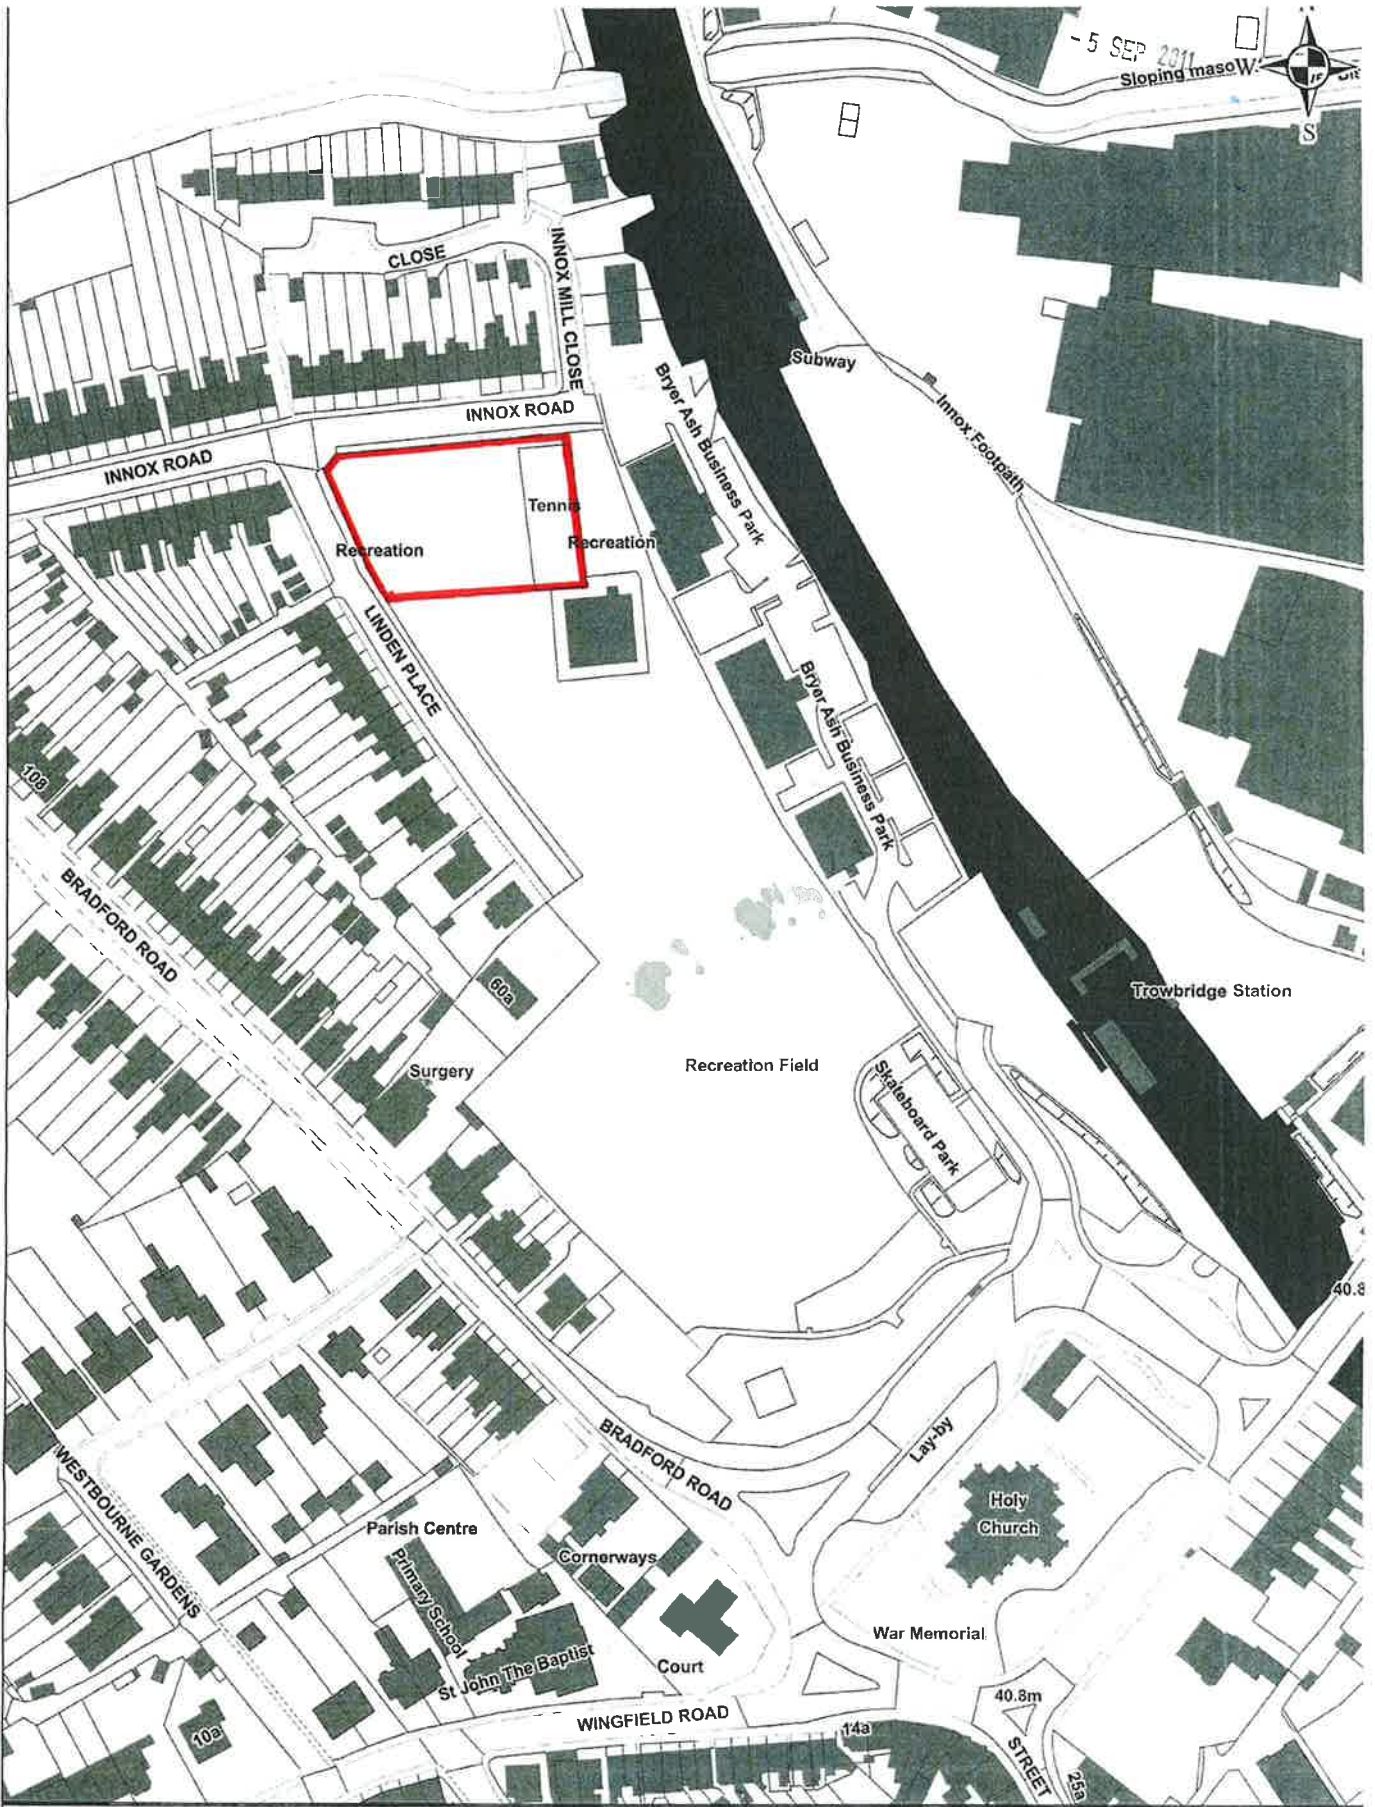 - 5 SEP 2011
Sloping maso
W
S
CLOSE
INNOX MILL CLOSE
Subway
Bryer Ash Business Park
Innox Footpath
INNOX ROAD
INNOX ROAD
Tennis
Recreation
Recreation
LINDEN PLACE
Bryer Ash Business Park
108
BRADFORD ROAD
60a
Trowbridge Station
Surgery
Recreation Field
Skateboard Park
40.8
BRADFORD ROAD
Lay-by
WESTBOURNE GARDENS
Holy
Church
Parish Centre
Primary School
Cornerways
War Memorial
St John The Baptist
Court
40.8m
WINGFIELD ROAD
14a
10a
STREET
25a